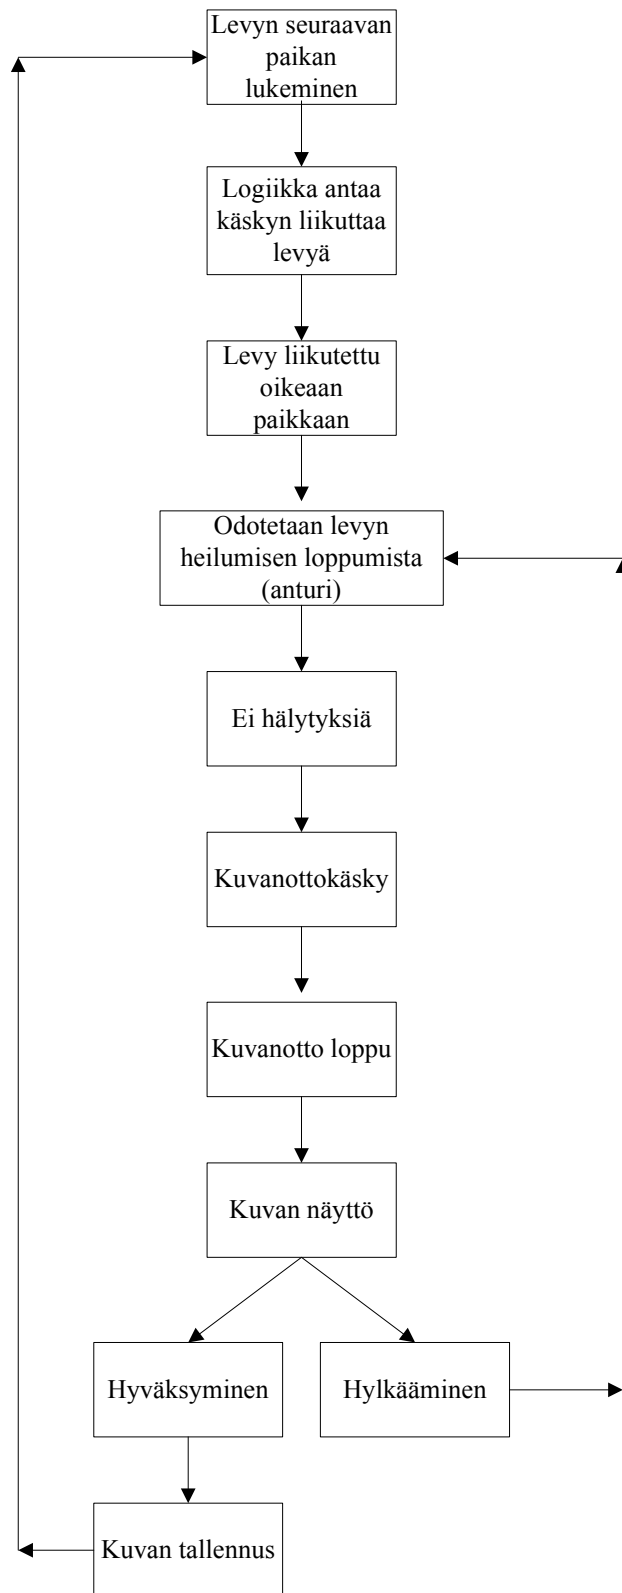 Levyn seuraavan
paikan
lukeminen
Logiikka antaa
käskyn liikuttaa
levyä
Levy liikutettu
oikeaan
paikkaan
Odotetaan levyn
heilumisen loppumista
(anturi)
Ei hälytyksiä
Kuvanottokäsky
Kuvanotto loppu
Kuvan näyttö
Hyväksyminen
Hylkääminen
Kuvan tallennus